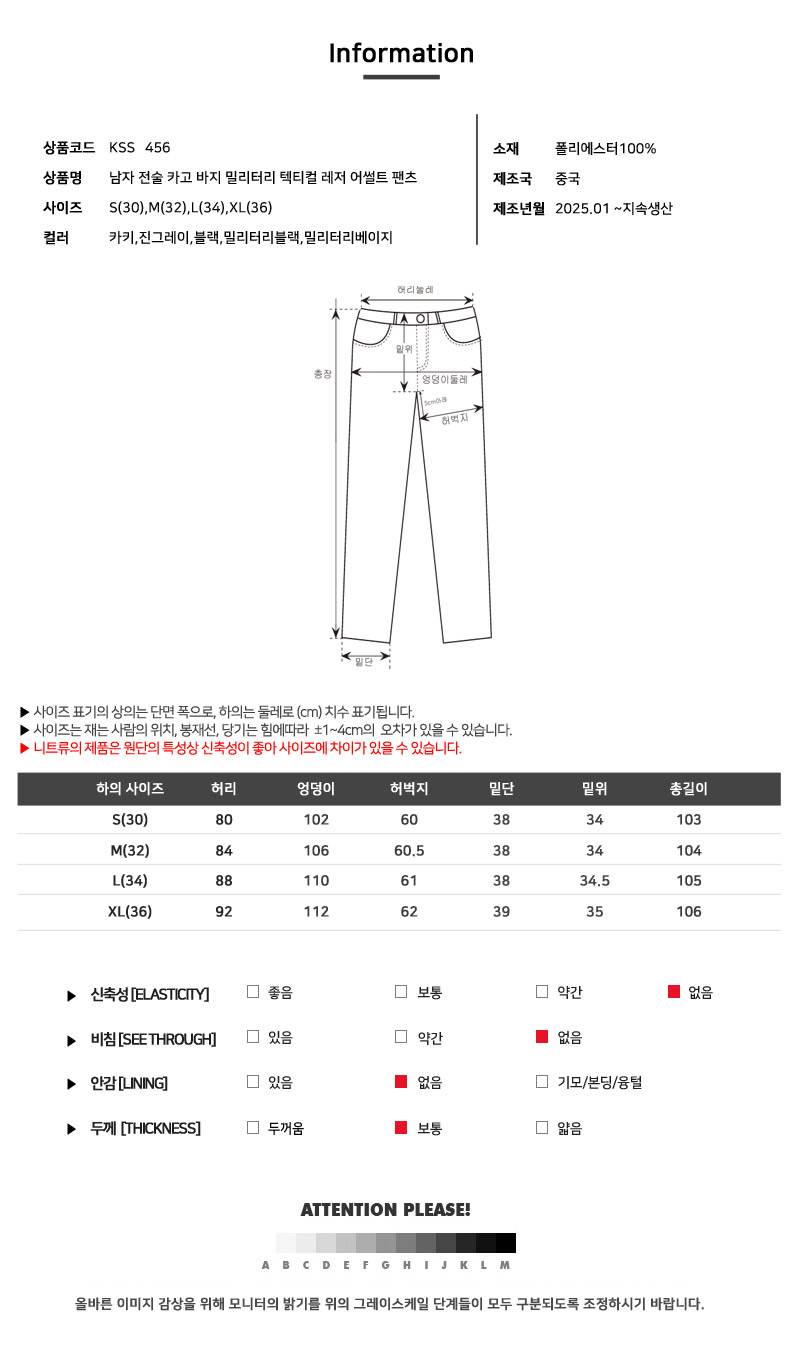 Information
상품코드 KSS 456
상품명 남자 전술 카고 바지 밀리터리 텍티컬 레저 어썰트 팬츠
사이즈 S(30),M(32),L(34),XL(36)
컬러 카키,진그레이,블랙,밀리터리블랙,밀리터리베이지
소재 폴리에스터100%
제조국 중국
제조년월 2025.01 ~지속생산
허리둘레
밑위
총장
엉덩이둘레
5cm아래
허벅지
밑단
▶ 사이즈 표기의 상의는 단면 폭으로, 하의는 둘레로 (cm) 치수 표기됩니다.
▶ 사이즈는 재는 사람의 위치, 봉재선, 당기는 힘에따라 ±1~4cm의 오차가 있을 수 있습니다.
▶ 니트류의 제품은 원단의 특성상 신축성이 좋아 사이즈에 차이가 있을 수 있습니다.
하의 사이즈 허리 엉덩이 허벅지 밑단 밑위 총길이
S(30) 80 102 60 38 34 103
M(32) 84 106 60.5 38 34 104
L(34) 88 110 61 38 34.5 105
XL(36) 92 112 62 39 35 106
▶ 신축성 [ELASTICITY] 좋음 보통 약간 없음
▶ 비침 [SEE THROUGH] 있음 약간 없음
▶ 안감 [LINING] 있음 없음 기모/본딩/융털
▶ 두께 [THICKNESS] 두꺼움 보통 얇음
ATTENTION PLEASE!
A B C D E F G H I J K L M
올바른 이미지 감상을 위해 모니터의 밝기를 위의 그레이스케일 단계들이 모두 구분되도록 조정하시기 바랍니다.